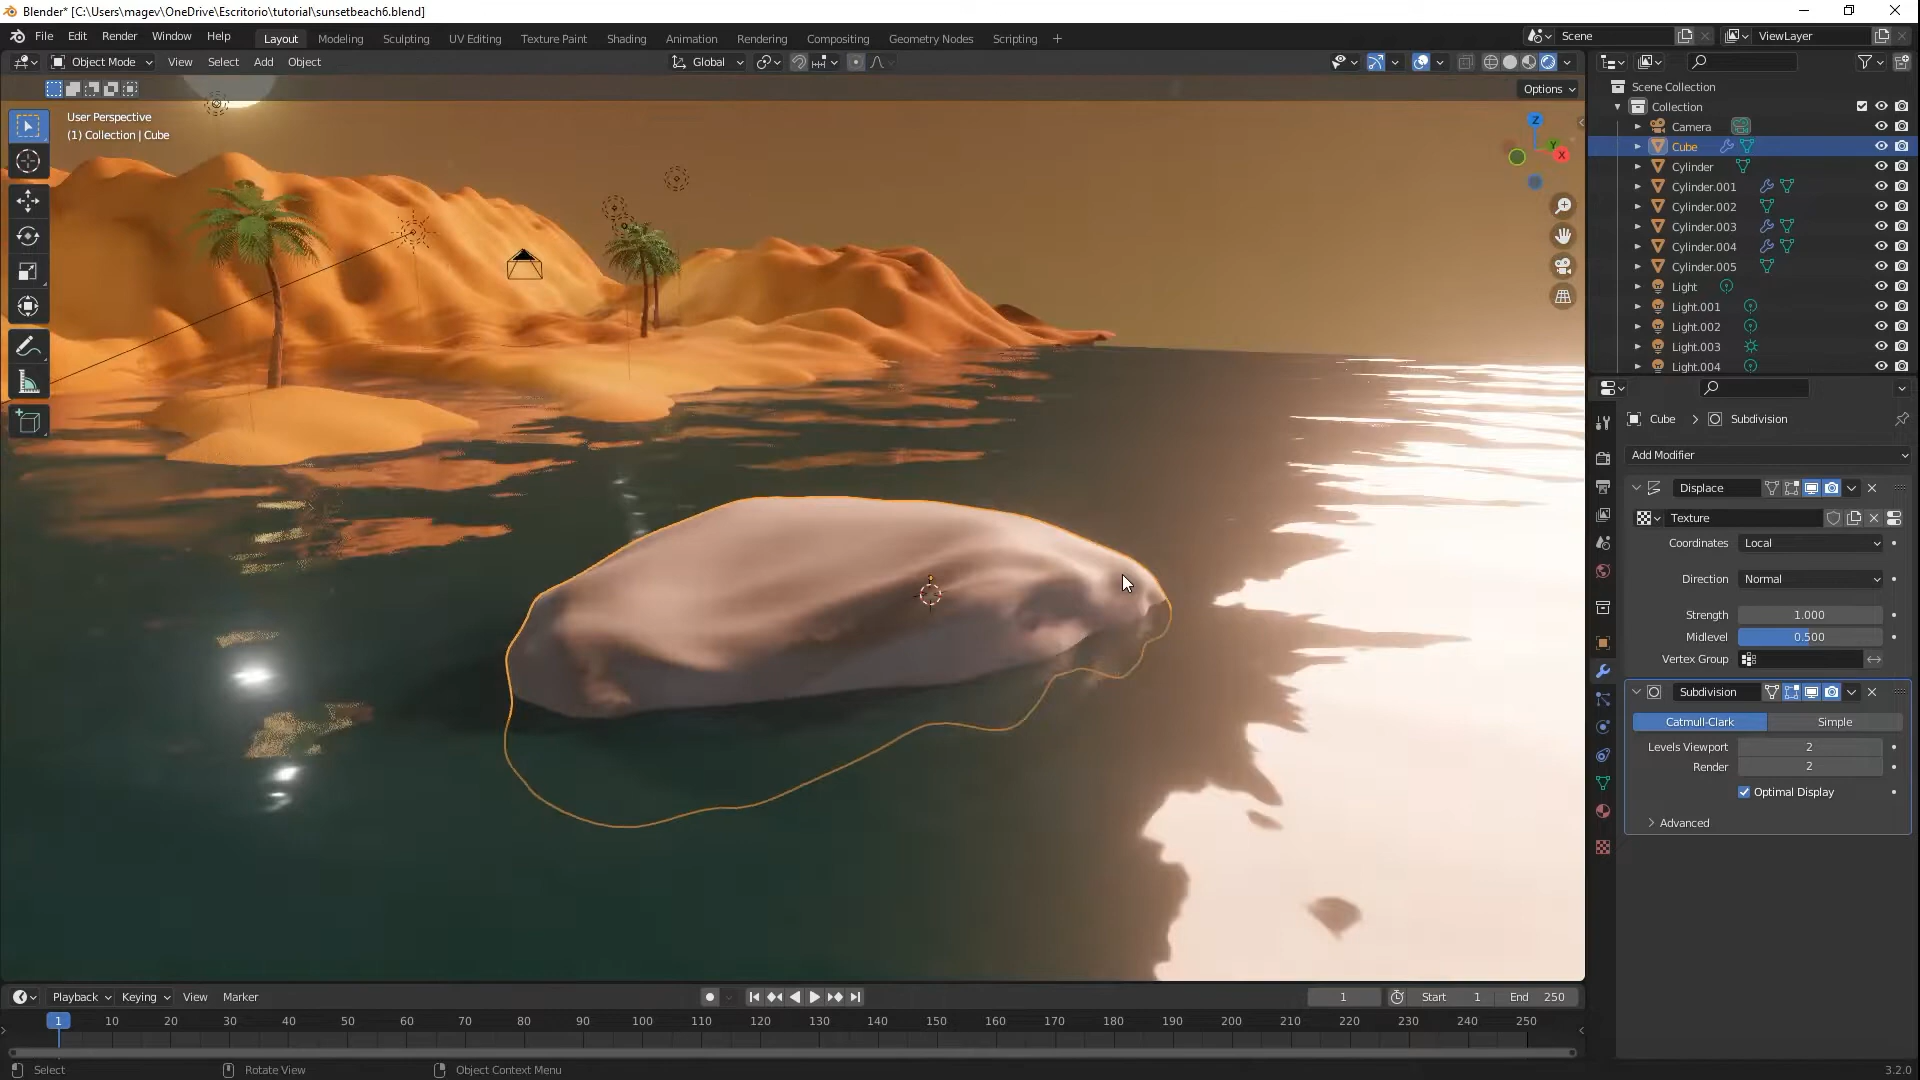 Blender* [C:\Users\magev\OneDrive\Escritorio\tutorial\sunsetbeach6.blend]
File Edit Render Window Help Layout Modeling Sculpting UV Editing Texture Paint Shading Animation Rendering Compositing Geometry Nodes Scripting + Scene ViewLayer
Object Mode View Select Add Object Global
Options
User Perspective
(1) Collection | Cube
Z
Y
X
Scene Collection
Collection
Camera
Cube
Cylinder
Cylinder.001
Cylinder.002
Cylinder.003
Cylinder.004
Cylinder.005
Light
Light.001
Light.002
Light.003
Light.004
Cube > Subdivision
Add Modifier
Displace
Texture
Coordinates Local
Direction Normal
Strength 1.000
Midlevel 0.500
Vertex Group
Subdivision
Catmull-Clark Simple
Levels Viewport 2
Render 2
Optimal Display
Advanced
Playback Keying View Marker 1 Start 1 End 250
1 10 20 30 40 50 60 70 80 90 100 110 120 130 140 150 160 170 180 190 200 210 220 230 240 250
Select Rotate View Object Context Menu 3.2.0